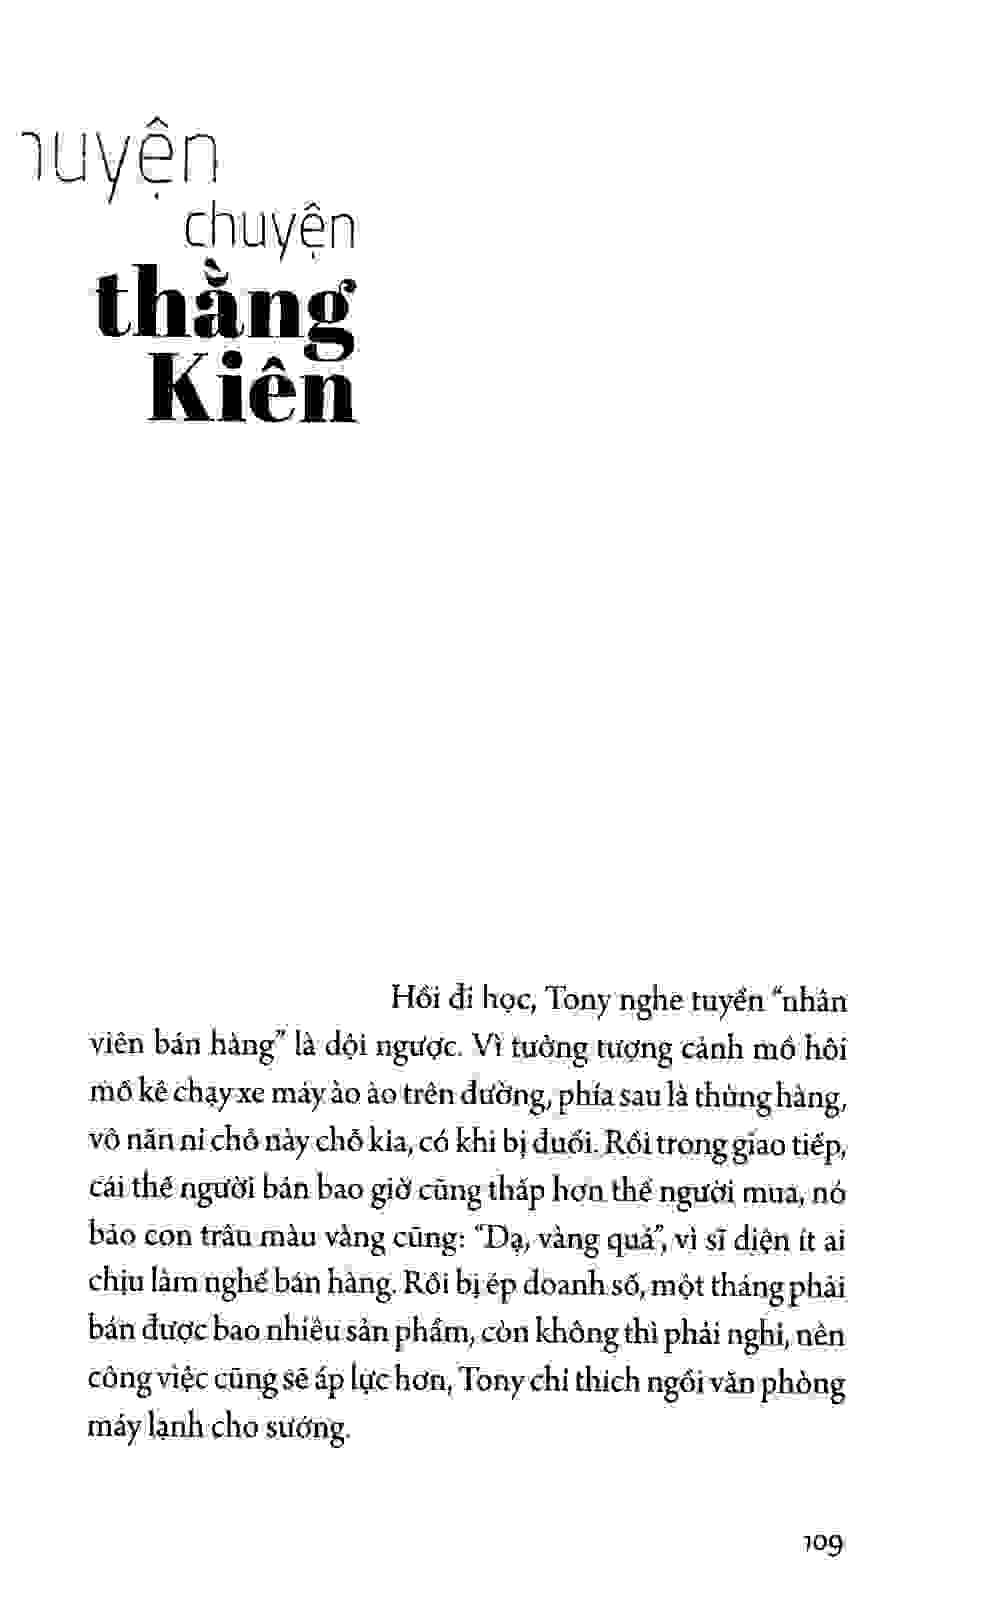 huyện
chuyện
thằng
Kiên
Hồi đi học, Tony nghe tuyển “nhân
viên bán hàng” là dội ngược. Vì tưởng tượng cảnh mồ hôi
mồ kê chạy xe máy ào ào trên đường, phía sau là thùng hàng,
vô năn nỉ chỗ này chỗ kia, có khi bị đuổi. Rồi trong giao tiếp,
cái thế người bán bao giờ cũng thấp hơn thế người mua, nó
bảo con trâu màu vàng cũng: “Dạ, vàng quá”, vì sĩ diện ít ai
chịu làm nghề bán hàng. Rồi bị ép doanh số, một tháng phải
bán được bao nhiêu sản phẩm, còn không thì phải nghỉ, nên
công việc cũng sẽ áp lực hơn, Tony chỉ thích ngồi văn phòng
máy lạnh cho sướng.
109